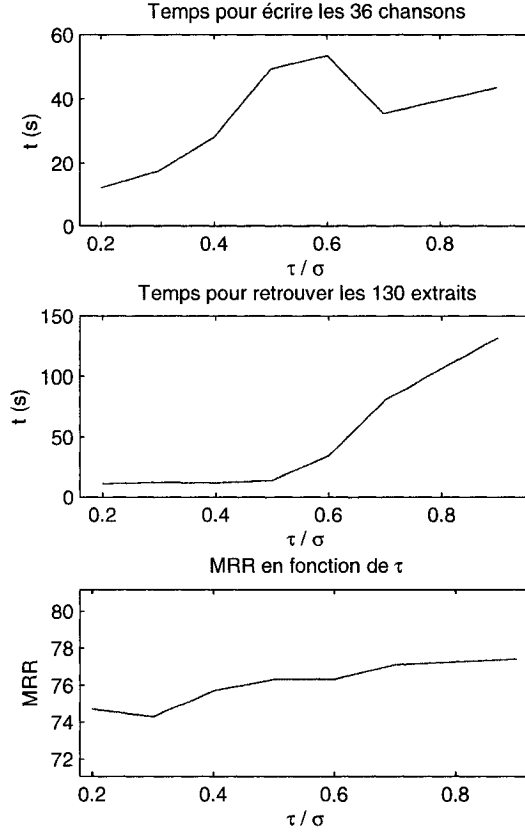 Temps pour écrire les 36 chansons
60
40
20
0
t (s)
0.2 0.4 0.6 0.8
τ / σ
Temps pour retrouver les 130 extraits
150
100
50
0
t (s)
0.2 0.4 0.6 0.8
τ / σ
MRR en fonction de τ
80
78
76
74
72
MRR
0.2 0.4 0.6 0.8
τ / σ